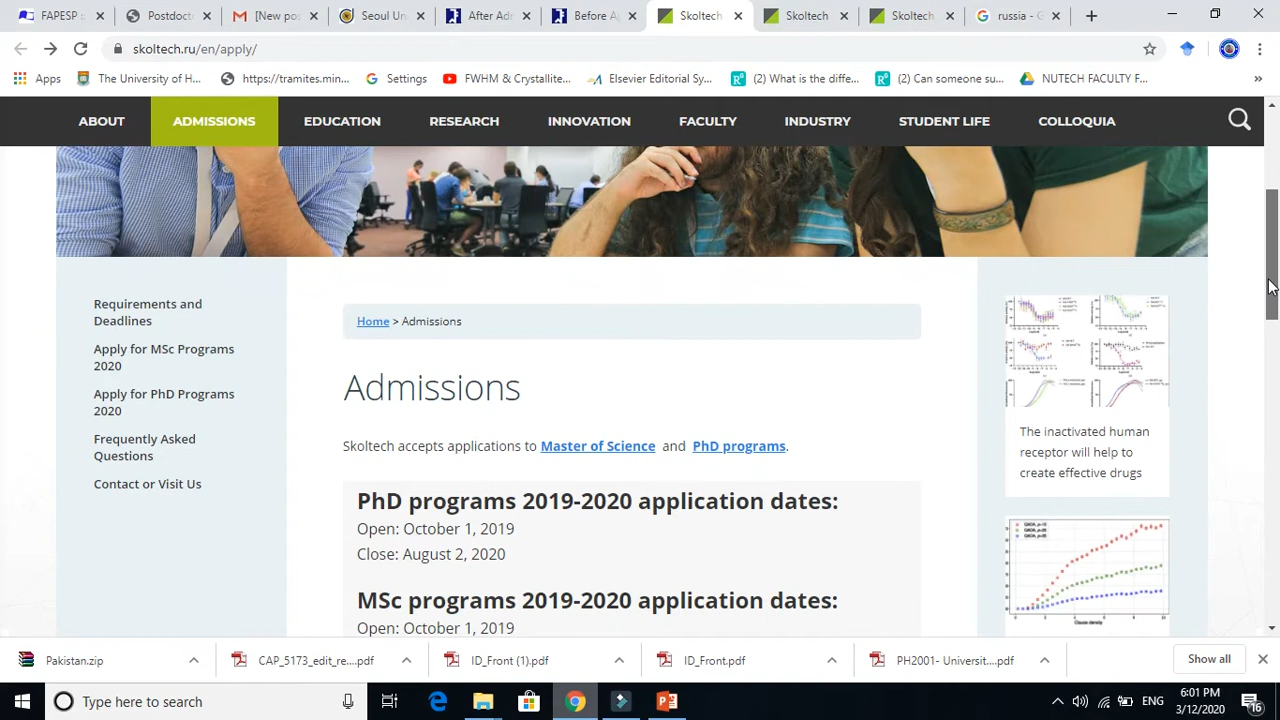 FAPESP ::
Postdoct
[New pos
Seoul Un
After Adr
Before A
Skoltech
Skoltech
Skoltech
russia - G
skoltech.ru/en/apply/
Apps
The University of H...
https://tramites.min...
Settings
FWHM & Crystallite...
Elsevier Editorial Sy...
(2) What is the diffe...
(2) Can someone su...
NUTECH FACULTY F...
ABOUT
ADMISSIONS
EDUCATION
RESEARCH
INNOVATION
FACULTY
INDUSTRY
STUDENT LIFE
COLLOQUIA
Requirements and
Deadlines
Apply for MSc Programs
2020
Apply for PhD Programs
2020
Frequently Asked
Questions
Contact or Visit Us
Home > Admissions
Admissions
Skoltech accepts applications to Master of Science and PhD programs.
PhD programs 2019-2020 application dates:
Open: October 1, 2019
Close: August 2, 2020
MSc programs 2019-2020 application dates:
Open: October 1, 2019
The inactivated human
receptor will help to
create effective drugs
Clause density
Pakistan.zip
CAP_5173_edit_re....pdf
ID_Front (1).pdf
ID_Front.pdf
PH2001- Universit....pdf
Show all
Type here to search
ENG
6:01 PM
3/12/2020
16